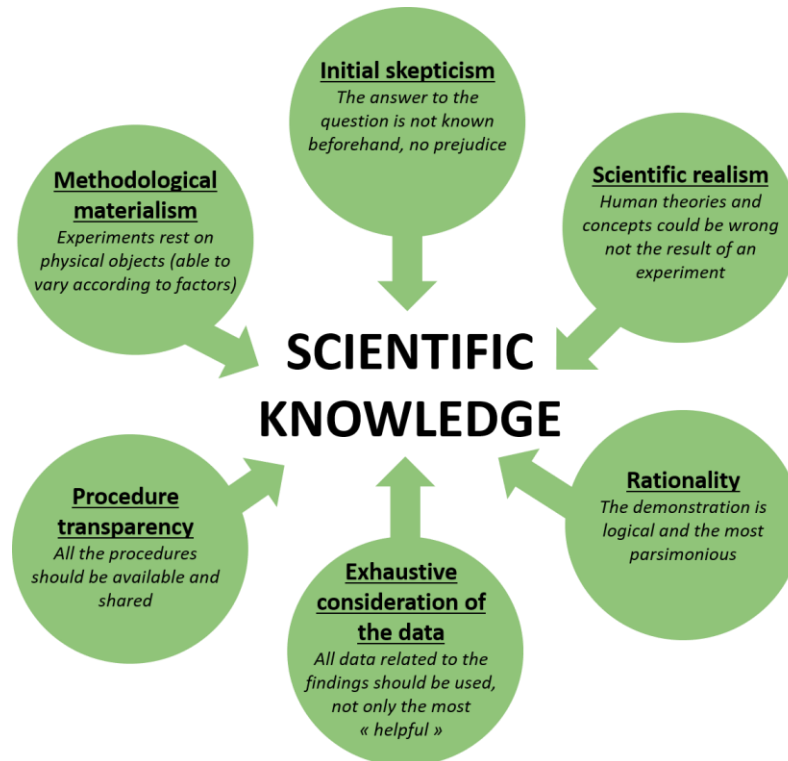 Initial skepticism
The answer to the
question is not known
beforehand, no prejudice
Methodological
materialism
Experiments rest on
physical objects (able to
vary according to factors)
Scientific realism
Human theories and
concepts could be wrong
not the result of an
experiment
SCIENTIFIC
KNOWLEDGE
Procedure
transparency
All the procedures
should be available and
shared
Rationality
The demonstration is
logical and the most
parsimonious
Exhaustive
consideration of
the data
All data related to the
findings should be used,
not only the most
« helpful »